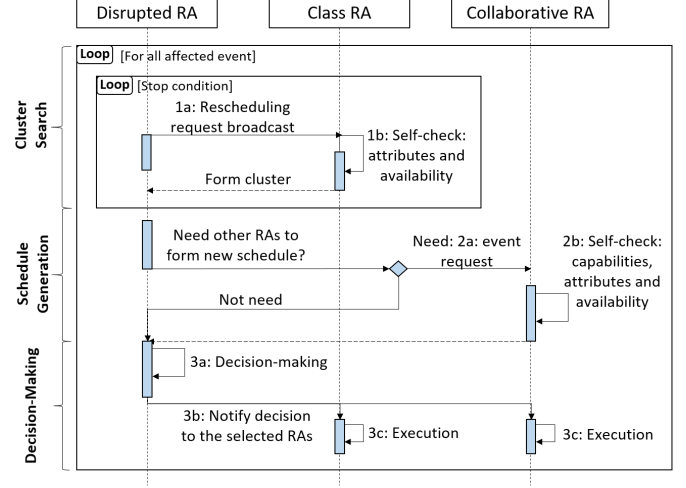 Disrupted RA
Class RA
Collaborative RA
Loop [For all affected event]
Loop [Stop condition]
Cluster
Search
1a: Rescheduling
request broadcast
1b: Self-check:
attributes and
availability
Form cluster
Schedule
Generation
Need other RAs to
form new schedule?
Need: 2a: event
request
2b: Self-check:
capabilities,
attributes and
availability
Not need
Decision-Making
3a: Decision-making
3b: Notify decision
to the selected RAs
3c: Execution
3c: Execution